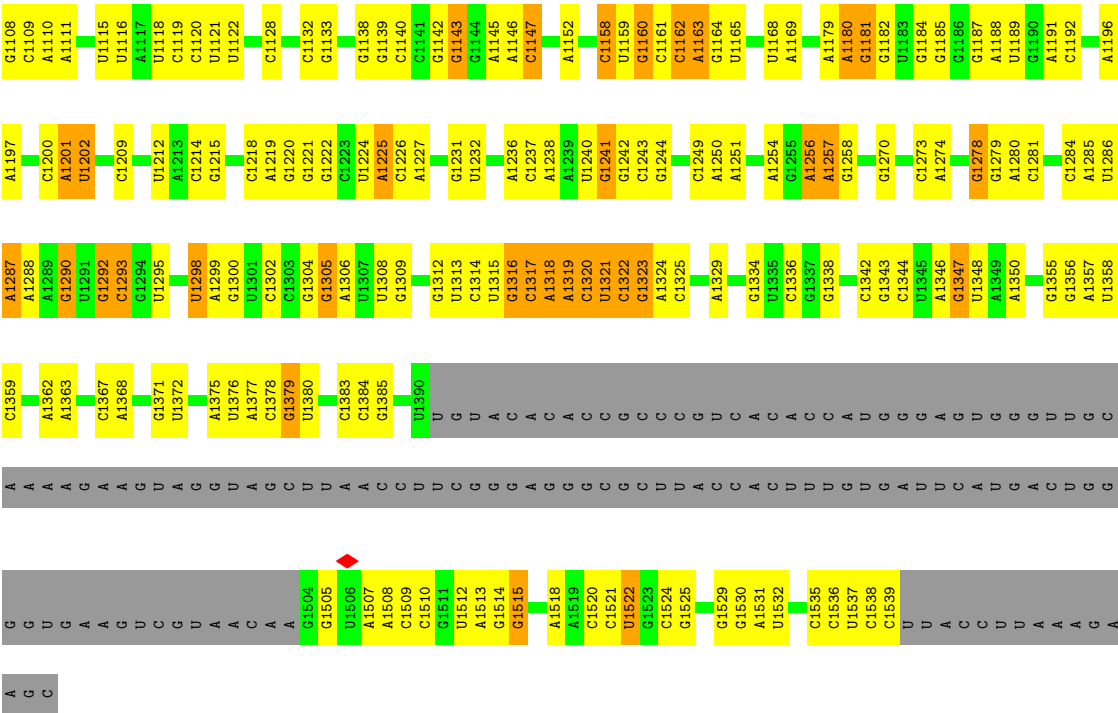 G1108 C1109 A1110 A1111 U1115 U1116 A1117 U1118 C1119 C1120 U1121 U1122 C1128 C1132 G1133 G1138 G1139 C1140 C1141 G1142 G1143 G1144 A1145 A1146 C1147 A1152 C1158 U1159 G1160 C1161 C1162 A1163 G1164 U1165 U1168 A1169 A1179 A1180 G1181 G1182 U1183 G1184 G1185 G1186 G1187 A1188 U1189 G1190 A1191 C1192 A1196
A1197 C1200 A1201 U1202 C1209 U1212 A1213 C1214 G1215 C1218 A1219 G1220 G1221 G1222 C1223 U1224 A1225 C1226 A1227 G1231 U1232 A1236 C1237 A1238 A1239 U1240 G1241 G1242 C1243 G1244 C1249 A1250 A1251 A1254 G1255 A1256 A1257 G1258 G1270 C1273 A1274 G1278 G1279 A1280 C1281 C1284 A1285 U1286
A1287 A1288 A1289 G1290 U1291 G1292 C1293 G1294 U1295 U1298 A1299 G1300 U1301 C1302 C1303 G1304 G1305 A1306 U1307 U1308 G1309 G1312 U1313 C1314 U1315 G1316 C1317 A1318 A1319 C1320 U1321 C1322 G1323 A1324 C1325 A1329 G1334 U1335 C1336 G1337 G1338 C1342 G1343 C1344 U1345 A1346 G1347 U1348 A1349 A1350 G1355 G1356 A1357 U1358
C1359 A1362 A1363 C1367 A1368 G1371 U1372 A1375 U1376 A1377 C1378 G1379 U1380 C1383 C1384 G1385 U1390 U G U A C A C A C C G C C C G U C A C A C C A U G G G A G U G G G U U G C
A A A A G A A G U A G G U A G C U U A A C C U U C G G G A G G G C G C U U A C C A C U U U G U G A U U C A U G A C U G G
G G U G A A G U C G U A A C A A G1504 G1505 U1506 A1507 A1508 C1509 C1510 G1511 U1512 A1513 G1514 G1515 A1518 A1519 C1520 C1521 U1522 G1523 C1524 G1525 G1529 G1530 A1531 U1532 C1535 C1536 U1537 C1538 C1539 U U A C C U U A A A G A
A G C